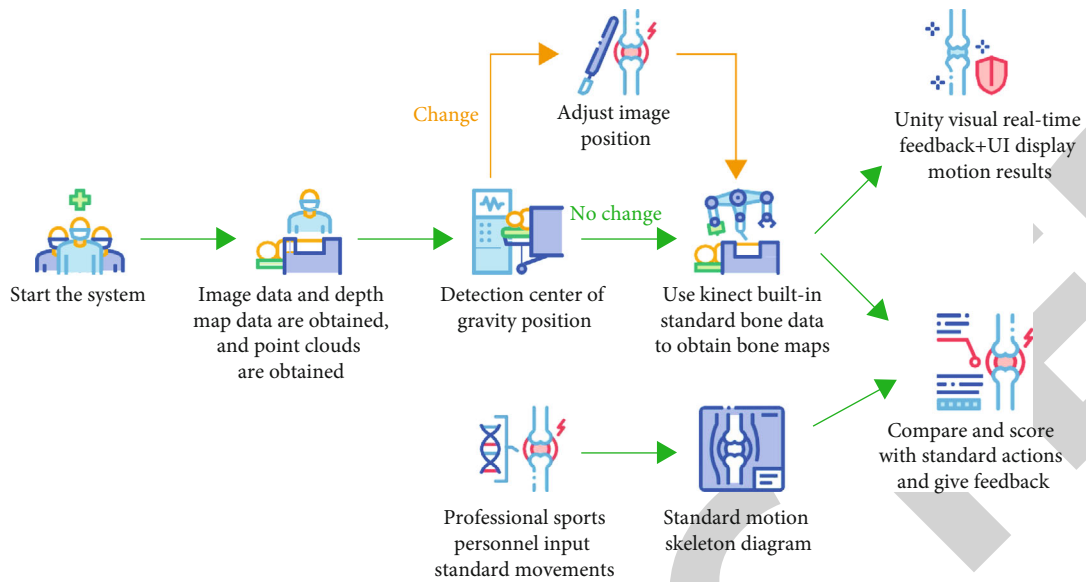 Change
Adjust image
position
Unity visual real-time
feedback+UI display
motion results
No change
Start the system
Image data and depth
map data are obtained,
and point clouds
are obtained
Detection center of
gravity position
Use kinect built-in
standard bone data
to obtain bone maps
Compare and score
with standard actions
and give feedback
Professional sports
personnel input
standard movements
Standard motion
skeleton diagram